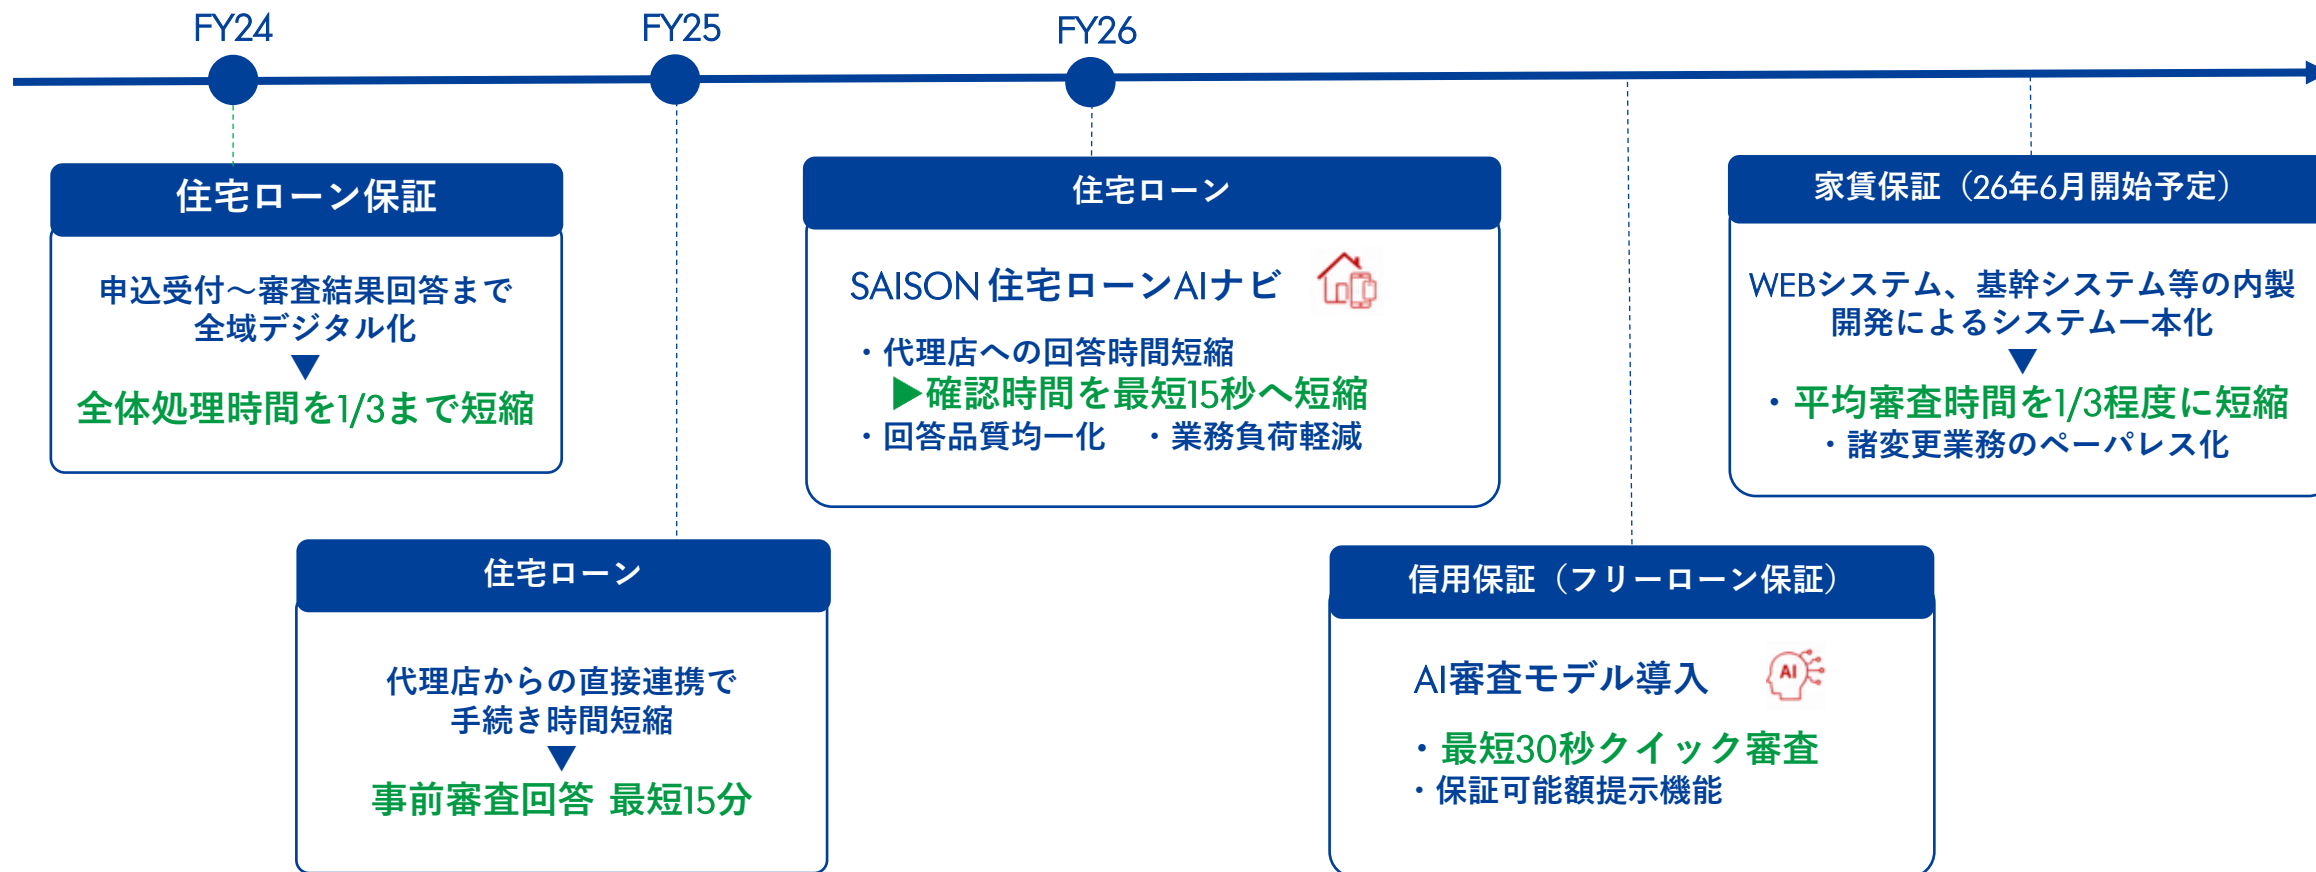 FY24
FY25
FY26
住宅ローン保証
申込受付～審査結果回答まで
全域デジタル化
▼
全体処理時間を1/3まで短縮
住宅ローン
代理店からの直接連携で
手続き時間短縮
▼
事前審査回答 最短15分
住宅ローン
SAISON 住宅ローンAIナビ
・代理店への回答時間短縮
▶確認時間を最短15秒へ短縮
・回答品質均一化 ・業務負荷軽減
信用保証（フリーローン保証）
AI審査モデル導入
AI
・最短30秒クイック審査
・保証可能額提示機能
家賃保証（26年6月開始予定）
WEBシステム、基幹システム等の内製
開発によるシステム一本化
▼
・平均審査時間を1/3程度に短縮
・諸変更業務のペーパレス化